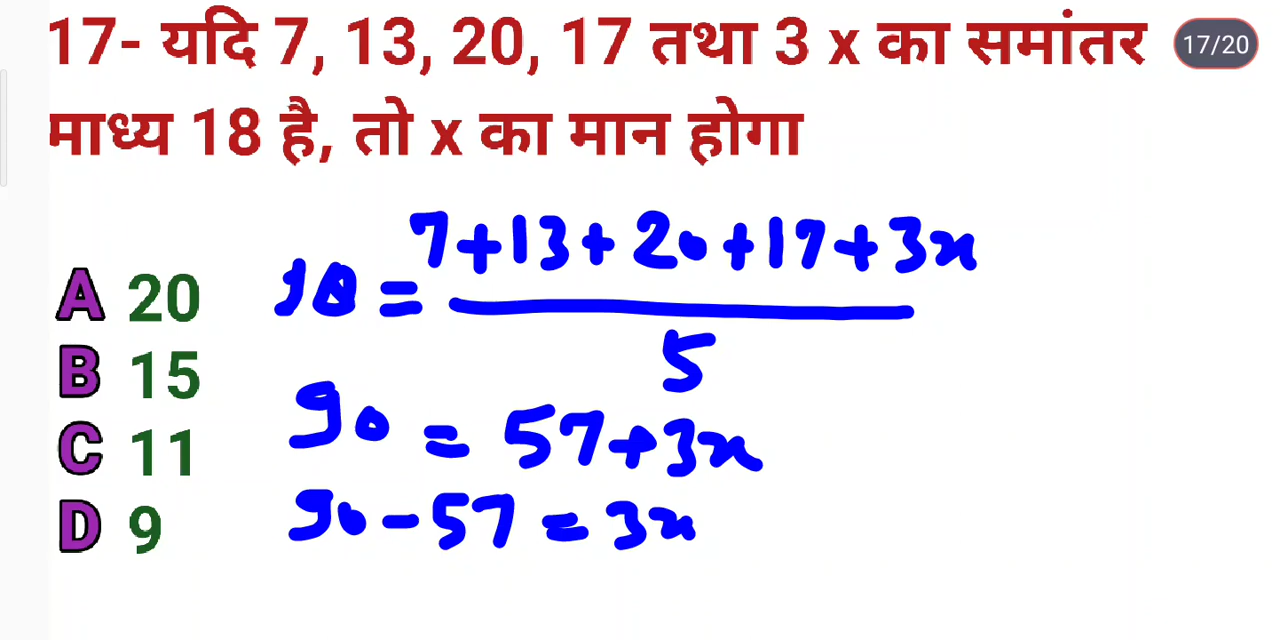 17- यदि 7, 13, 20, 17 तथा 3 x का समांतर
17/20
माध्य 18 है, तो x का मान होगा
7+13+20+17+3x
18 =
5
A 20
B 15
90 = 57+3x
C 11
90-57=3x
D 9